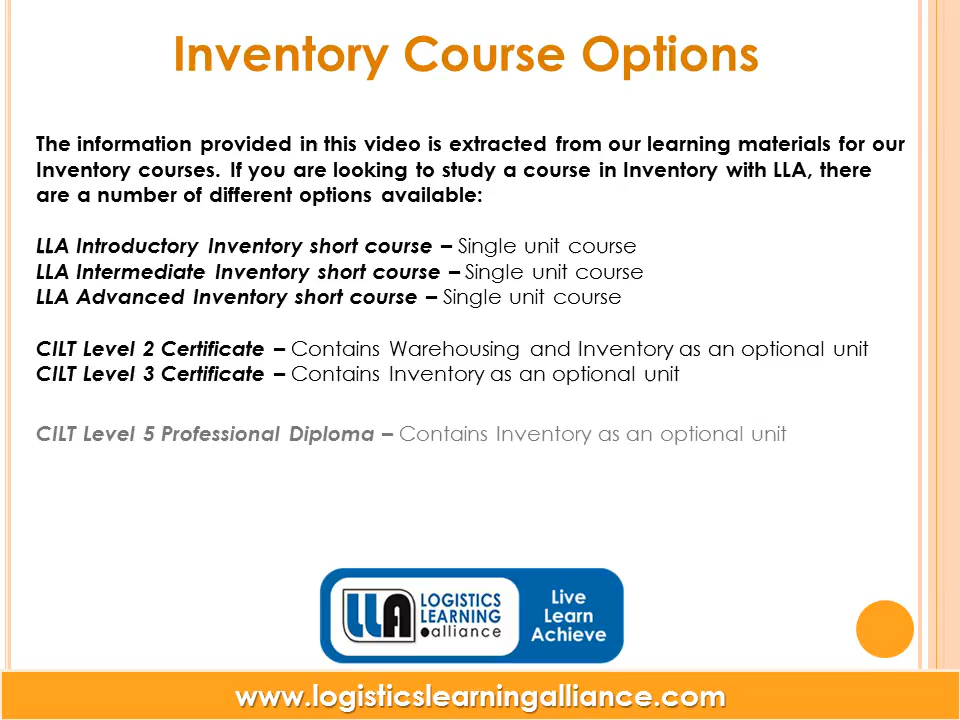 Inventory Course Options
The information provided in this video is extracted from our learning materials for our
Inventory courses. If you are looking to study a course in Inventory with LLA, there
are a number of different options available:
LLA Introductory Inventory short course – Single unit course
LLA Intermediate Inventory short course – Single unit course
LLA Advanced Inventory short course – Single unit course
CILT Level 2 Certificate – Contains Warehousing and Inventory as an optional unit
CILT Level 3 Certificate – Contains Inventory as an optional unit
CILT Level 5 Professional Diploma – Contains Inventory as an optional unit
LLA
LOGISTICS
LEARNING
.alliance
Live
Learn
Achieve
www.logisticslearningalliance.com